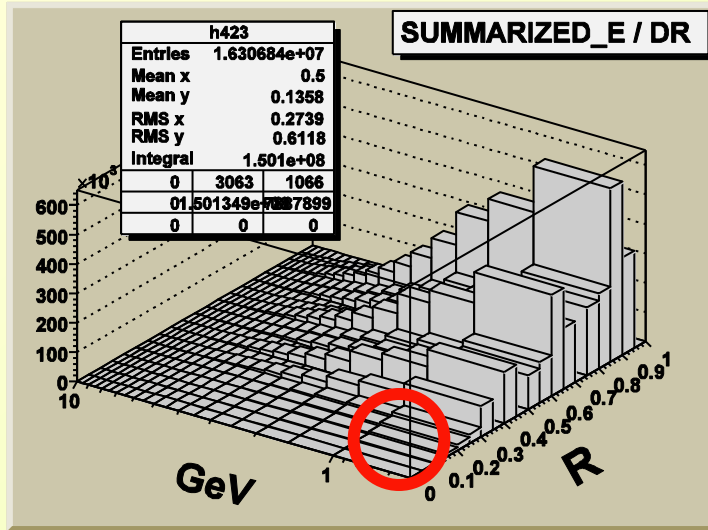 SUMMARIZED_E / DR
h423
Entries 1.630684e+07
Mean x 0.5
Mean y 0.1358
RMS x 0.2739
RMS y 0.6118
Integral 1.501e+08
0 3063 1066
0
0 0 0
×10³
600
500
400
300
200
100
0
10
1
GeV
0 0.1 0.2 0.3 0.4 0.5 0.6 0.7 0.8 0.9 1
R